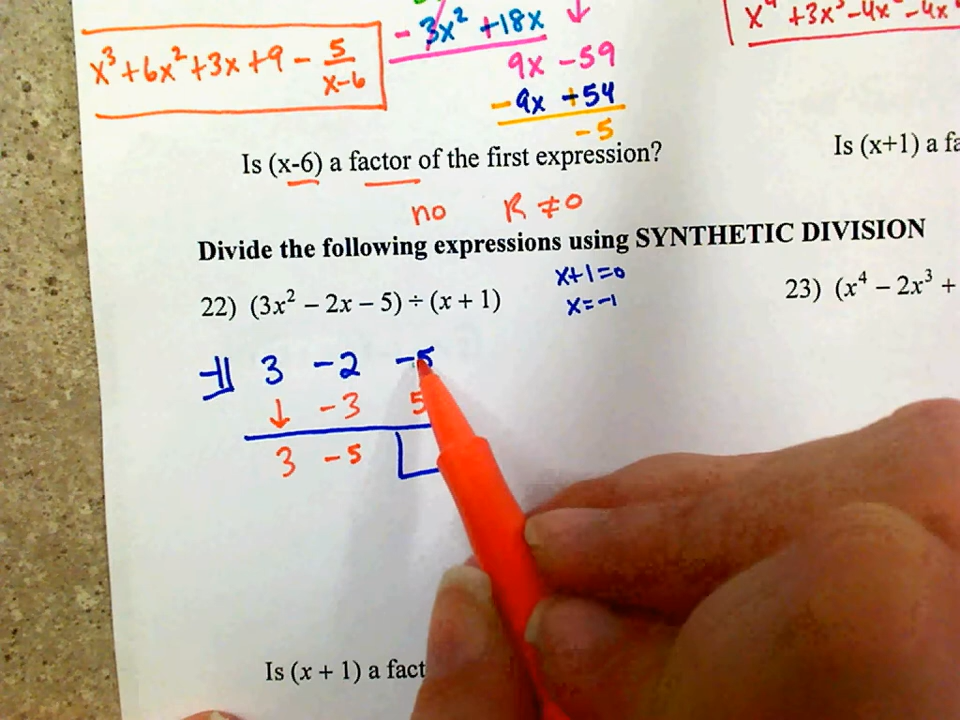 - 3x² + 18x ↓
x⁴ + 3x³ - 4x² - 4x
x³ + 6x² + 3x + 9 - 5/(x-6)
9x - 59
- 9x + 54
- 5
Is (x-6) a factor of the first expression?
Is (x+1) a fa
no R ≠ 0
Divide the following expressions using SYNTHETIC DIVISION
22) (3x² − 2x − 5) ÷ (x + 1)
x+1=0
x=-1
23) (x⁴ − 2x³ +
-1 3 -2 -5
↓ -3 5
3 -5
Is (x + 1) a fact